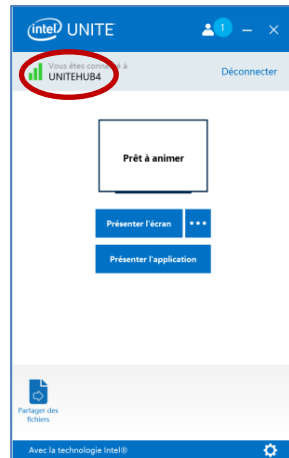 intel UNITE
1
Vous êtes connecté à
UNITEHUB4
Déconnecter
Prêt à animer
Présenter l'écran
Présenter l'application
Partager des
fichiers
Avec la technologie Intel®